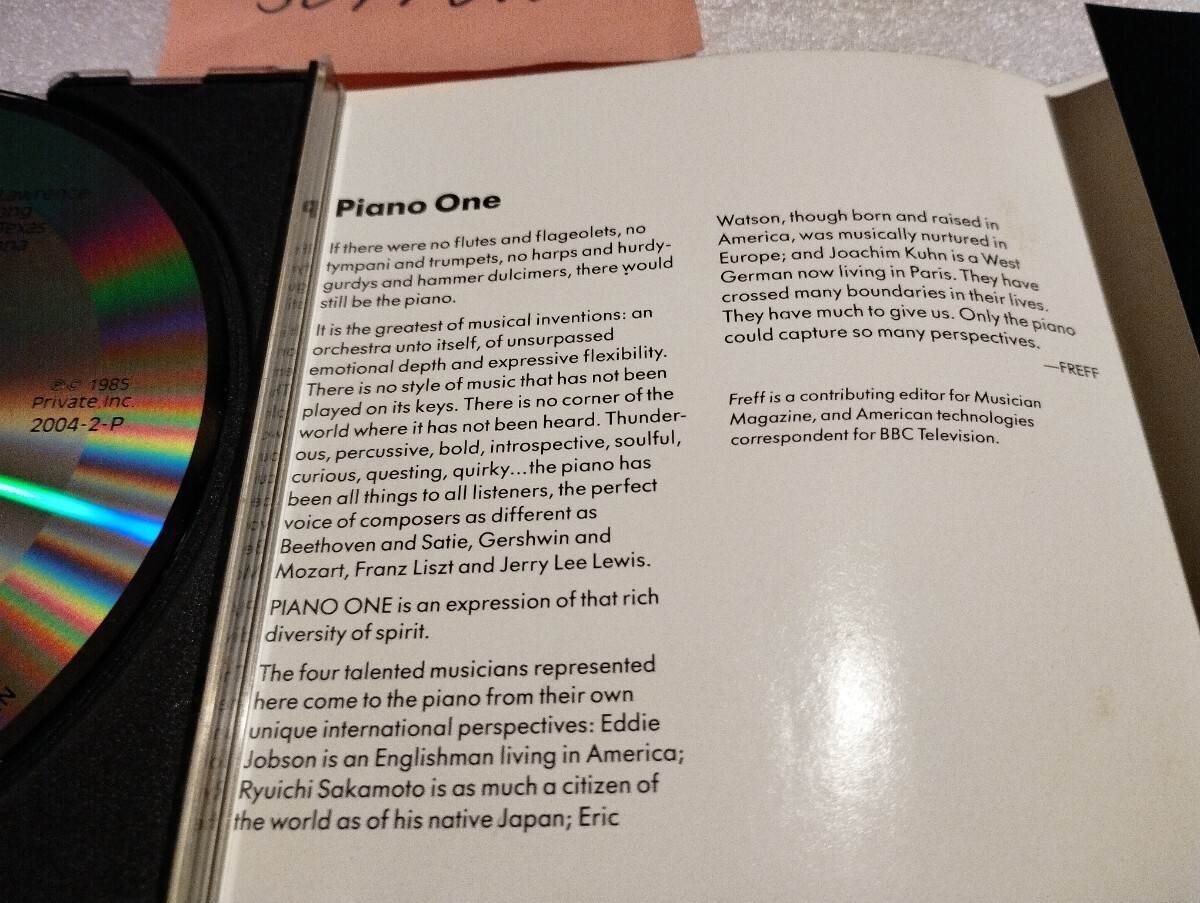 Lawrence
Texas
℗© 1985
Private, Inc.
2004-2-P
Piano One
If there were no flutes and flageolets, no
tympani and trumpets, no harps and hurdy-
gurdys and hammer dulcimers, there would
still be the piano.
It is the greatest of musical inventions: an
orchestra unto itself, of unsurpassed
emotional depth and expressive flexibility.
There is no style of music that has not been
played on its keys. There is no corner of the
world where it has not been heard. Thunder-
ous, percussive, bold, introspective, soulful,
curious, questing, quirky...the piano has
been all things to all listeners, the perfect
voice of composers as different as
Beethoven and Satie, Gershwin and
Mozart, Franz Liszt and Jerry Lee Lewis.
PIANO ONE is an expression of that rich
diversity of spirit.
The four talented musicians represented
here come to the piano from their own
unique international perspectives: Eddie
Jobson is an Englishman living in America;
Ryuichi Sakamoto is as much a citizen of
the world as of his native Japan; Eric
Watson, though born and raised in
America, was musically nurtured in
Europe; and Joachim Kuhn is a West
German now living in Paris. They have
crossed many boundaries in their lives.
They have much to give us. Only the piano
could capture so many perspectives.
—FREFF
Freff is a contributing editor for Musician
Magazine, and American technologies
correspondent for BBC Television.